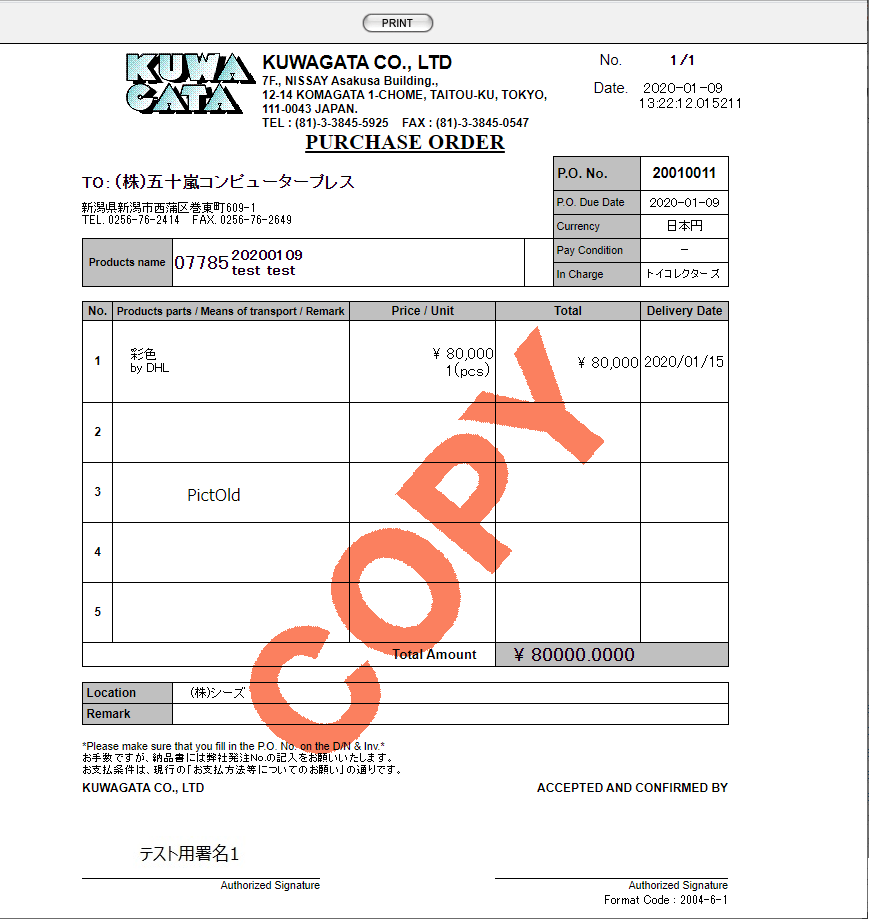 PRINT
KUWA
GATA
KUWAGATA CO., LTD
7F., NISSAY Asakusa Building.,
12-14 KOMAGATA 1-CHOME, TAITOU-KU, TOKYO,
111-0043 JAPAN.
TEL : (81)-3-3845-5925 FAX : (81)-3-3845-0547
No. 1/1
Date. 2020-01-09
13:22:12.015211
PURCHASE ORDER
TO: (株)五十嵐コンピュータープレス
新潟県新潟市西蒲区巻東町609-1
TEL. 0256-76-2414 FAX. 0256-76-2649
P.O. No. 20010011
P.O. Due Date 2020-01-09
Currency 日本円
Pay Condition －
In Charge トイコレクターズ
Products name 07785 20200109
test test
No. Products parts / Means of transport / Remark Price / Unit Total Delivery Date
1 彩色 ¥ 80,000 ¥ 80,000 2020/01/15
by DHL 1(pcs)
2
3 PictOld
4
5
COPY
Total Amount ¥ 80000.0000
Location (株)シーズ
Remark
*Please make sure that you fill in the P.O. No. on the D/N & Inv.*
お手数ですが、納品書には弊社発注No.の記入をお願いいたします。
お支払条件は、現行の「お支払方法等についてのお願い」の通りです。
KUWAGATA CO., LTD ACCEPTED AND CONFIRMED BY
テスト用署名1
Authorized Signature Authorized Signature
Format Code : 2004-6-1